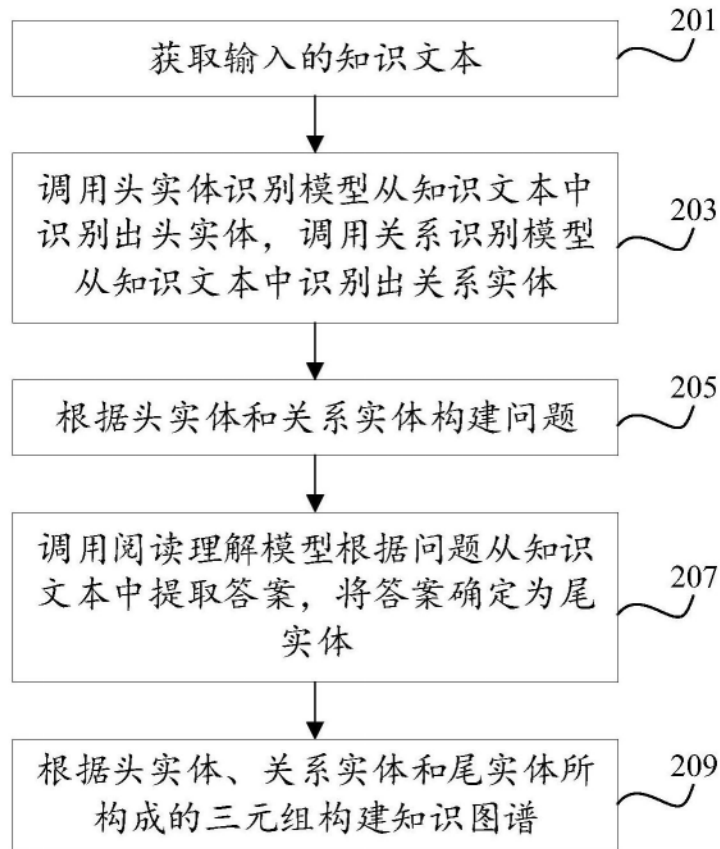 获取输入的知识文本
201
调用头实体识别模型从知识文本中
识别出头实体，调用关系识别模型
从知识文本中识别出关系实体
203
根据头实体和关系实体构建问题
205
调用阅读理解模型根据问题从知识
文本中提取答案，将答案确定为尾
实体
207
根据头实体、关系实体和尾实体所
构成的三元组构建知识图谱
209